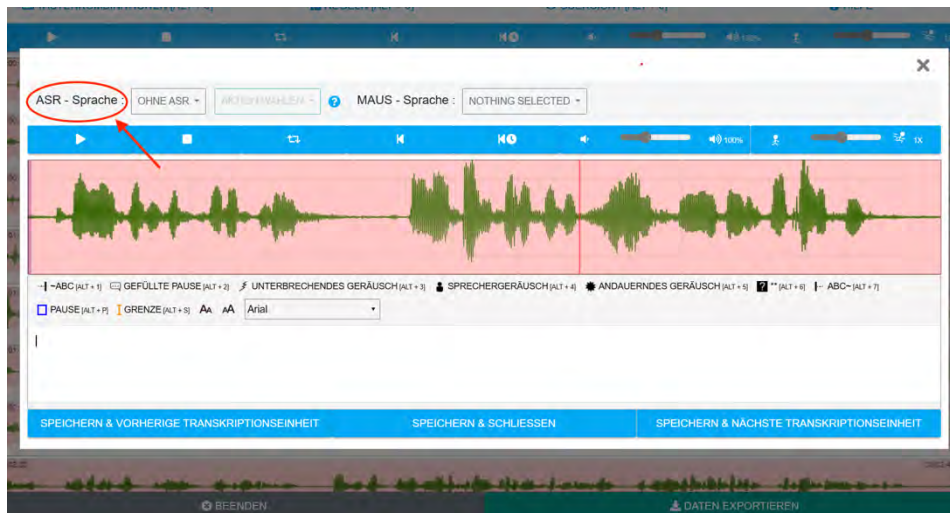 ASR - Sprache : OHNE ASR AKTION WÄHLEN MAUS - Sprache : NOTHING SELECTED
100% 1X
~ABC [ALT + 1] GEFÜLLTE PAUSE [ALT + 2] UNTERBRECHENDES GERÄUSCH [ALT + 3] SPRECHERGERÄUSCH [ALT + 4] ANDAUERNDES GERÄUSCH [ALT + 5] ** [ALT + 6] ABC~ [ALT + 7]
PAUSE [ALT + P] GRENZE [ALT + S] AA AA Arial
SPEICHERN & VORHERIGE TRANSKRIPTIONSEINHEIT SPEICHERN & SCHLIESSEN SPEICHERN & NÄCHSTE TRANSKRIPTIONSEINHEIT
BEENDEN DATEN EXPORTIEREN